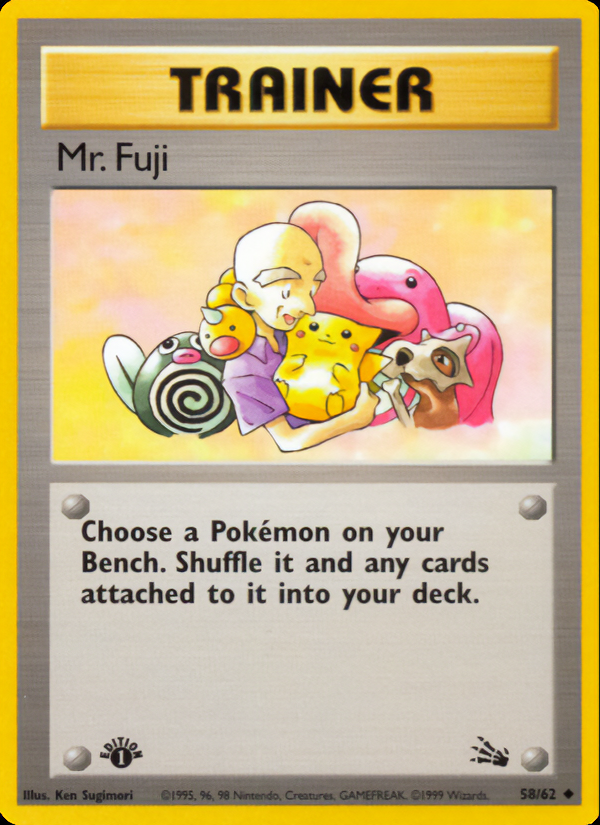 TRAINER
Mr. Fuji
Choose a Pokémon on your
Bench. Shuffle it and any cards
attached to it into your deck.
EDITION
1
Illus. Ken Sugimori ©1995, 96, 98 Nintendo, Creatures, GAMEFREAK. ©1999 Wizards. 58/62